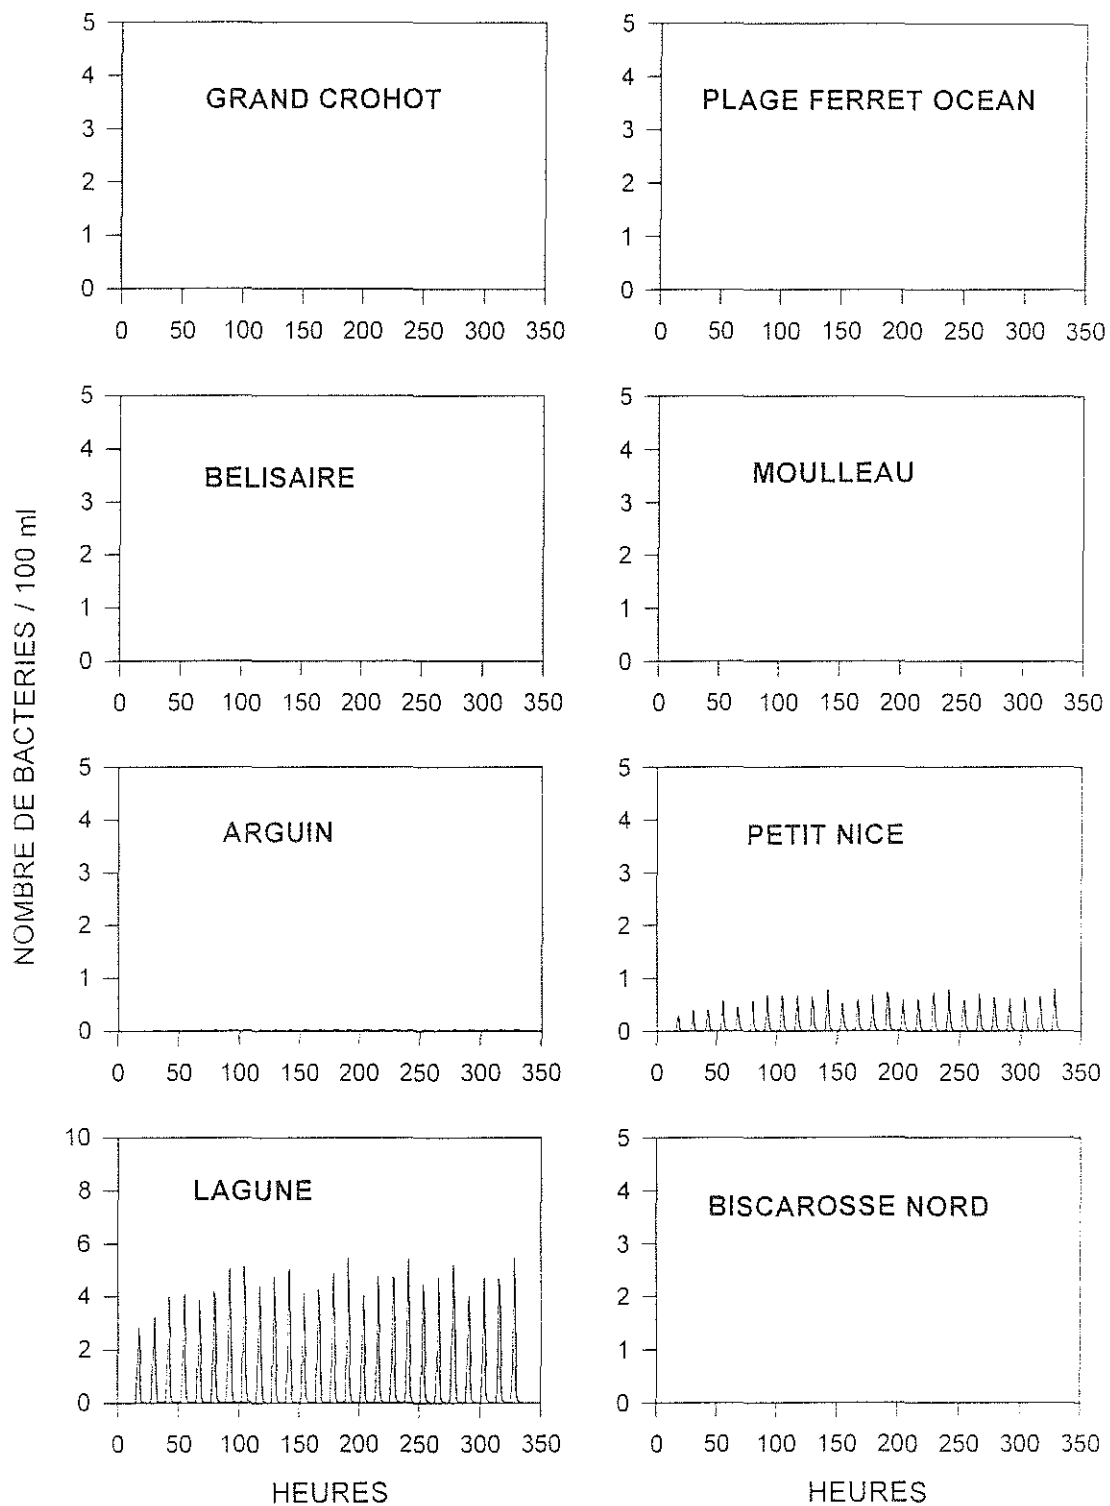 5
4
3
2
1
0
0 50 100 150 200 250 300 350
GRAND CROHOT
5
4
3
2
1
0
0 50 100 150 200 250 300 350
PLAGE FERRET OCEAN
NOMBRE DE BACTERIES / 100 ml
5
4
3
2
1
0
0 50 100 150 200 250 300 350
BELISAIRE
5
4
3
2
1
0
0 50 100 150 200 250 300 350
MOULLEAU
5
4
3
2
1
0
0 50 100 150 200 250 300 350
ARGUIN
5
4
3
2
1
0
0 50 100 150 200 250 300 350
PETIT NICE
10
8
6
4
2
0
0 50 100 150 200 250 300 350
LAGUNE
HEURES
5
4
3
2
1
0
0 50 100 150 200 250 300 350
BISCAROSSE NORD
HEURES